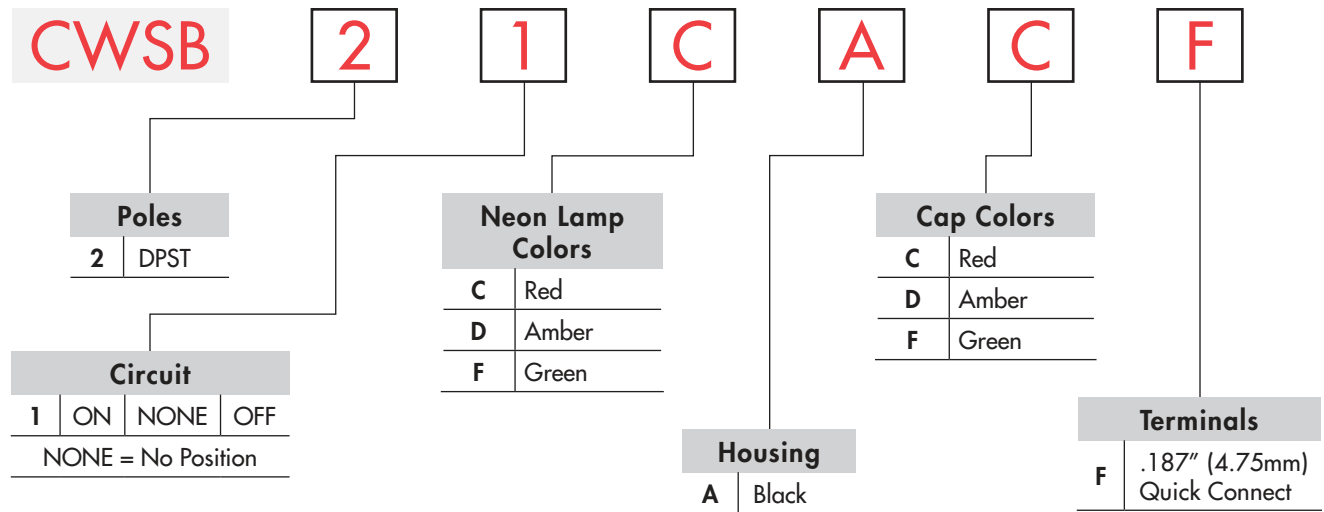 CWSB 2 1 C A C F
Poles
2 DPST
Circuit
1 ON NONE OFF
NONE = No Position
Neon Lamp
Colors
C Red
D Amber
F Green
Housing
A Black
Cap Colors
C Red
D Amber
F Green
Terminals
F .187” (4.75mm)
Quick Connect